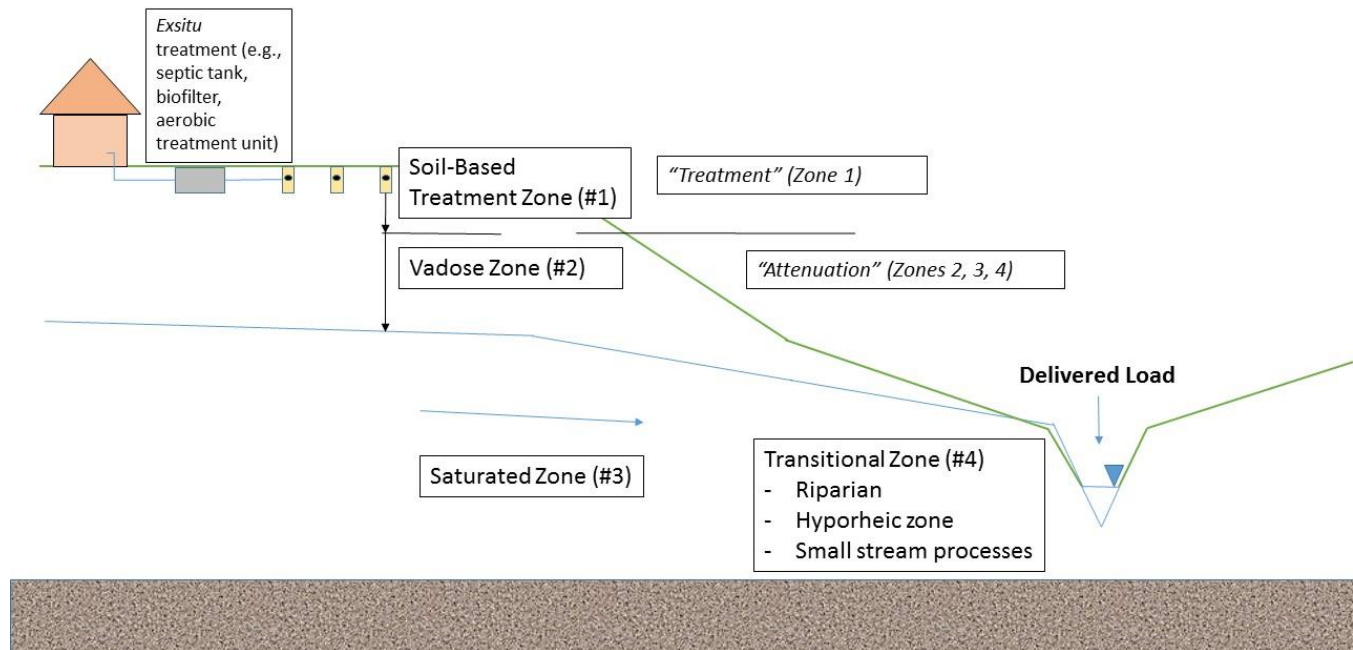 Exsitu
treatment (e.g.,
septic tank,
biofilter,
aerobic
treatment unit)
Soil-Based
Treatment Zone (#1)
"Treatment" (Zone 1)
Vadose Zone (#2)
"Attenuation" (Zones 2, 3, 4)
Delivered Load
Saturated Zone (#3)
Transitional Zone (#4)
- Riparian
- Hyporheic zone
- Small stream processes